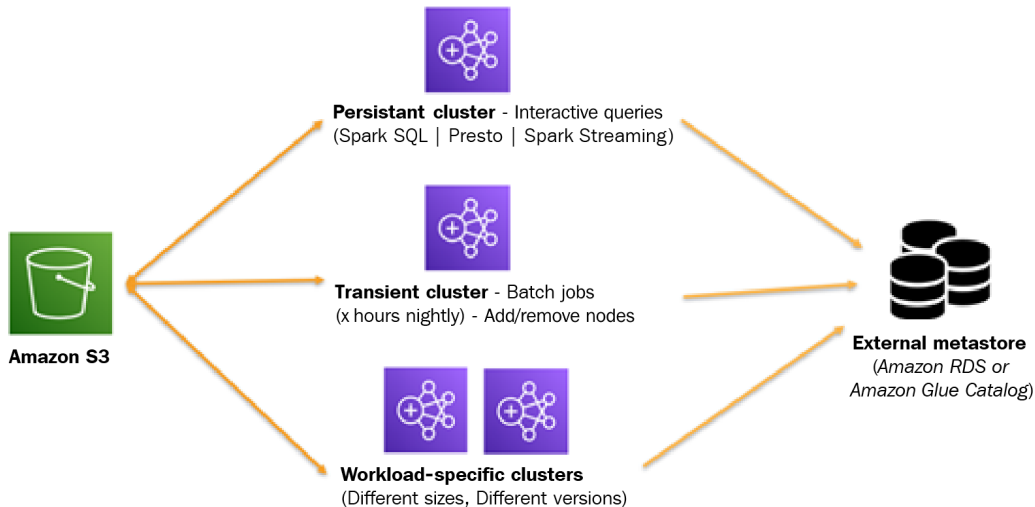 Persistant cluster - Interactive queries
(Spark SQL | Presto | Spark Streaming)
Transient cluster - Batch jobs
(x hours nightly) - Add/remove nodes
Amazon S3
External metastore
(Amazon RDS or
Amazon Glue Catalog)
Workload-specific clusters
(Different sizes, Different versions)